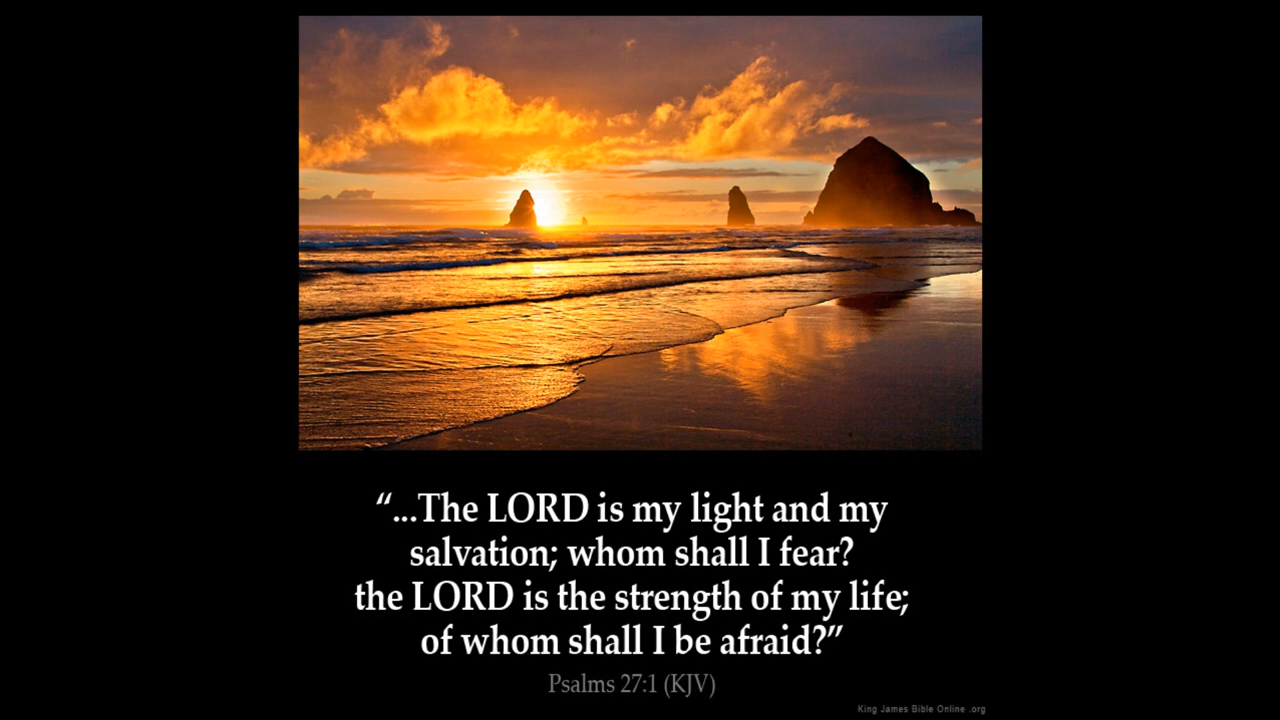 “...The LORD is my light and my
salvation; whom shall I fear?
the LORD is the strength of my life;
of whom shall I be afraid?”
Psalms 27:1 (KJV)
King James Bible Online .org